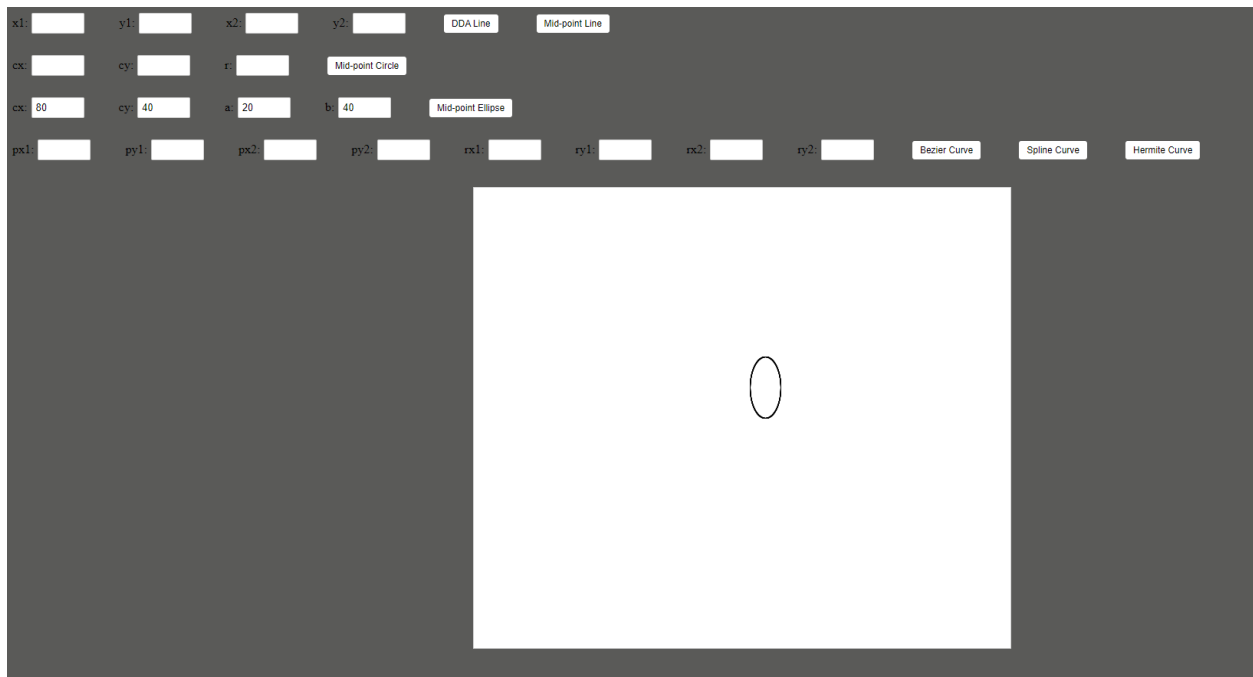 x1: y1: x2: y2: DDA Line Mid-point Line
cx: cy: r: Mid-point Circle
cx: 80 cy: 40 a: 20 b: 40 Mid-point Ellipse
px1: py1: px2: py2: rx1: ry1: rx2: ry2: Bezier Curve Spline Curve Hermite Curve